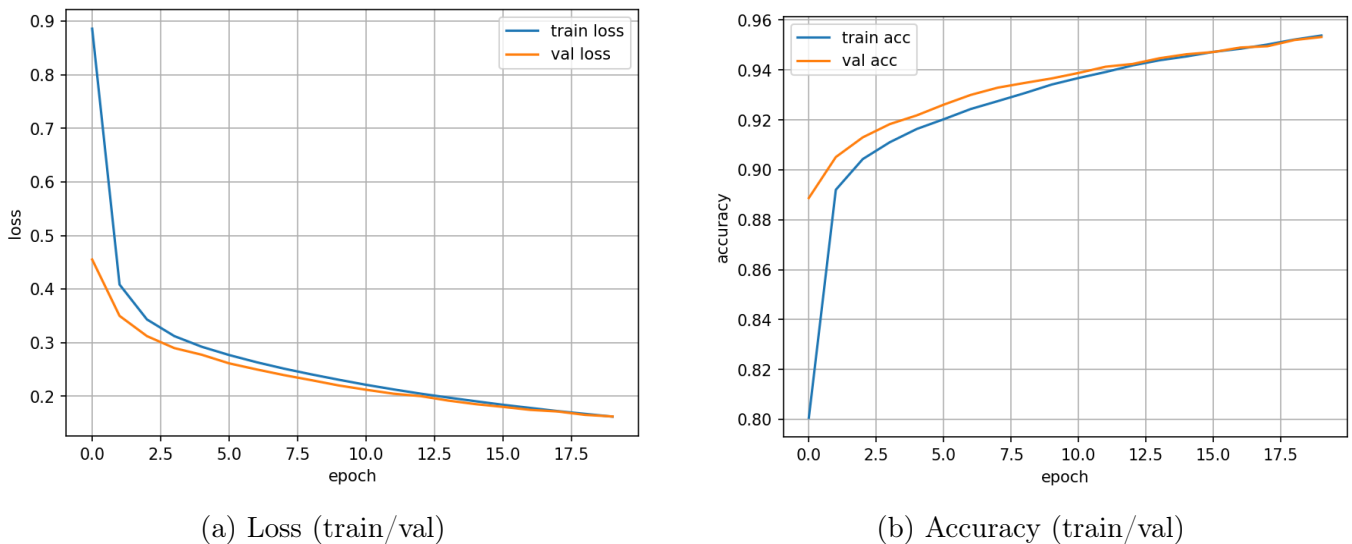 0.9
0.8
0.7
0.6
0.5
0.4
0.3
0.2
loss
0.0 2.5 5.0 7.5 10.0 12.5 15.0 17.5
epoch
train loss
val loss
(a) Loss (train/val)
0.96
0.94
0.92
0.90
0.88
0.86
0.84
0.82
0.80
accuracy
0.0 2.5 5.0 7.5 10.0 12.5 15.0 17.5
epoch
train acc
val acc
(b) Accuracy (train/val)